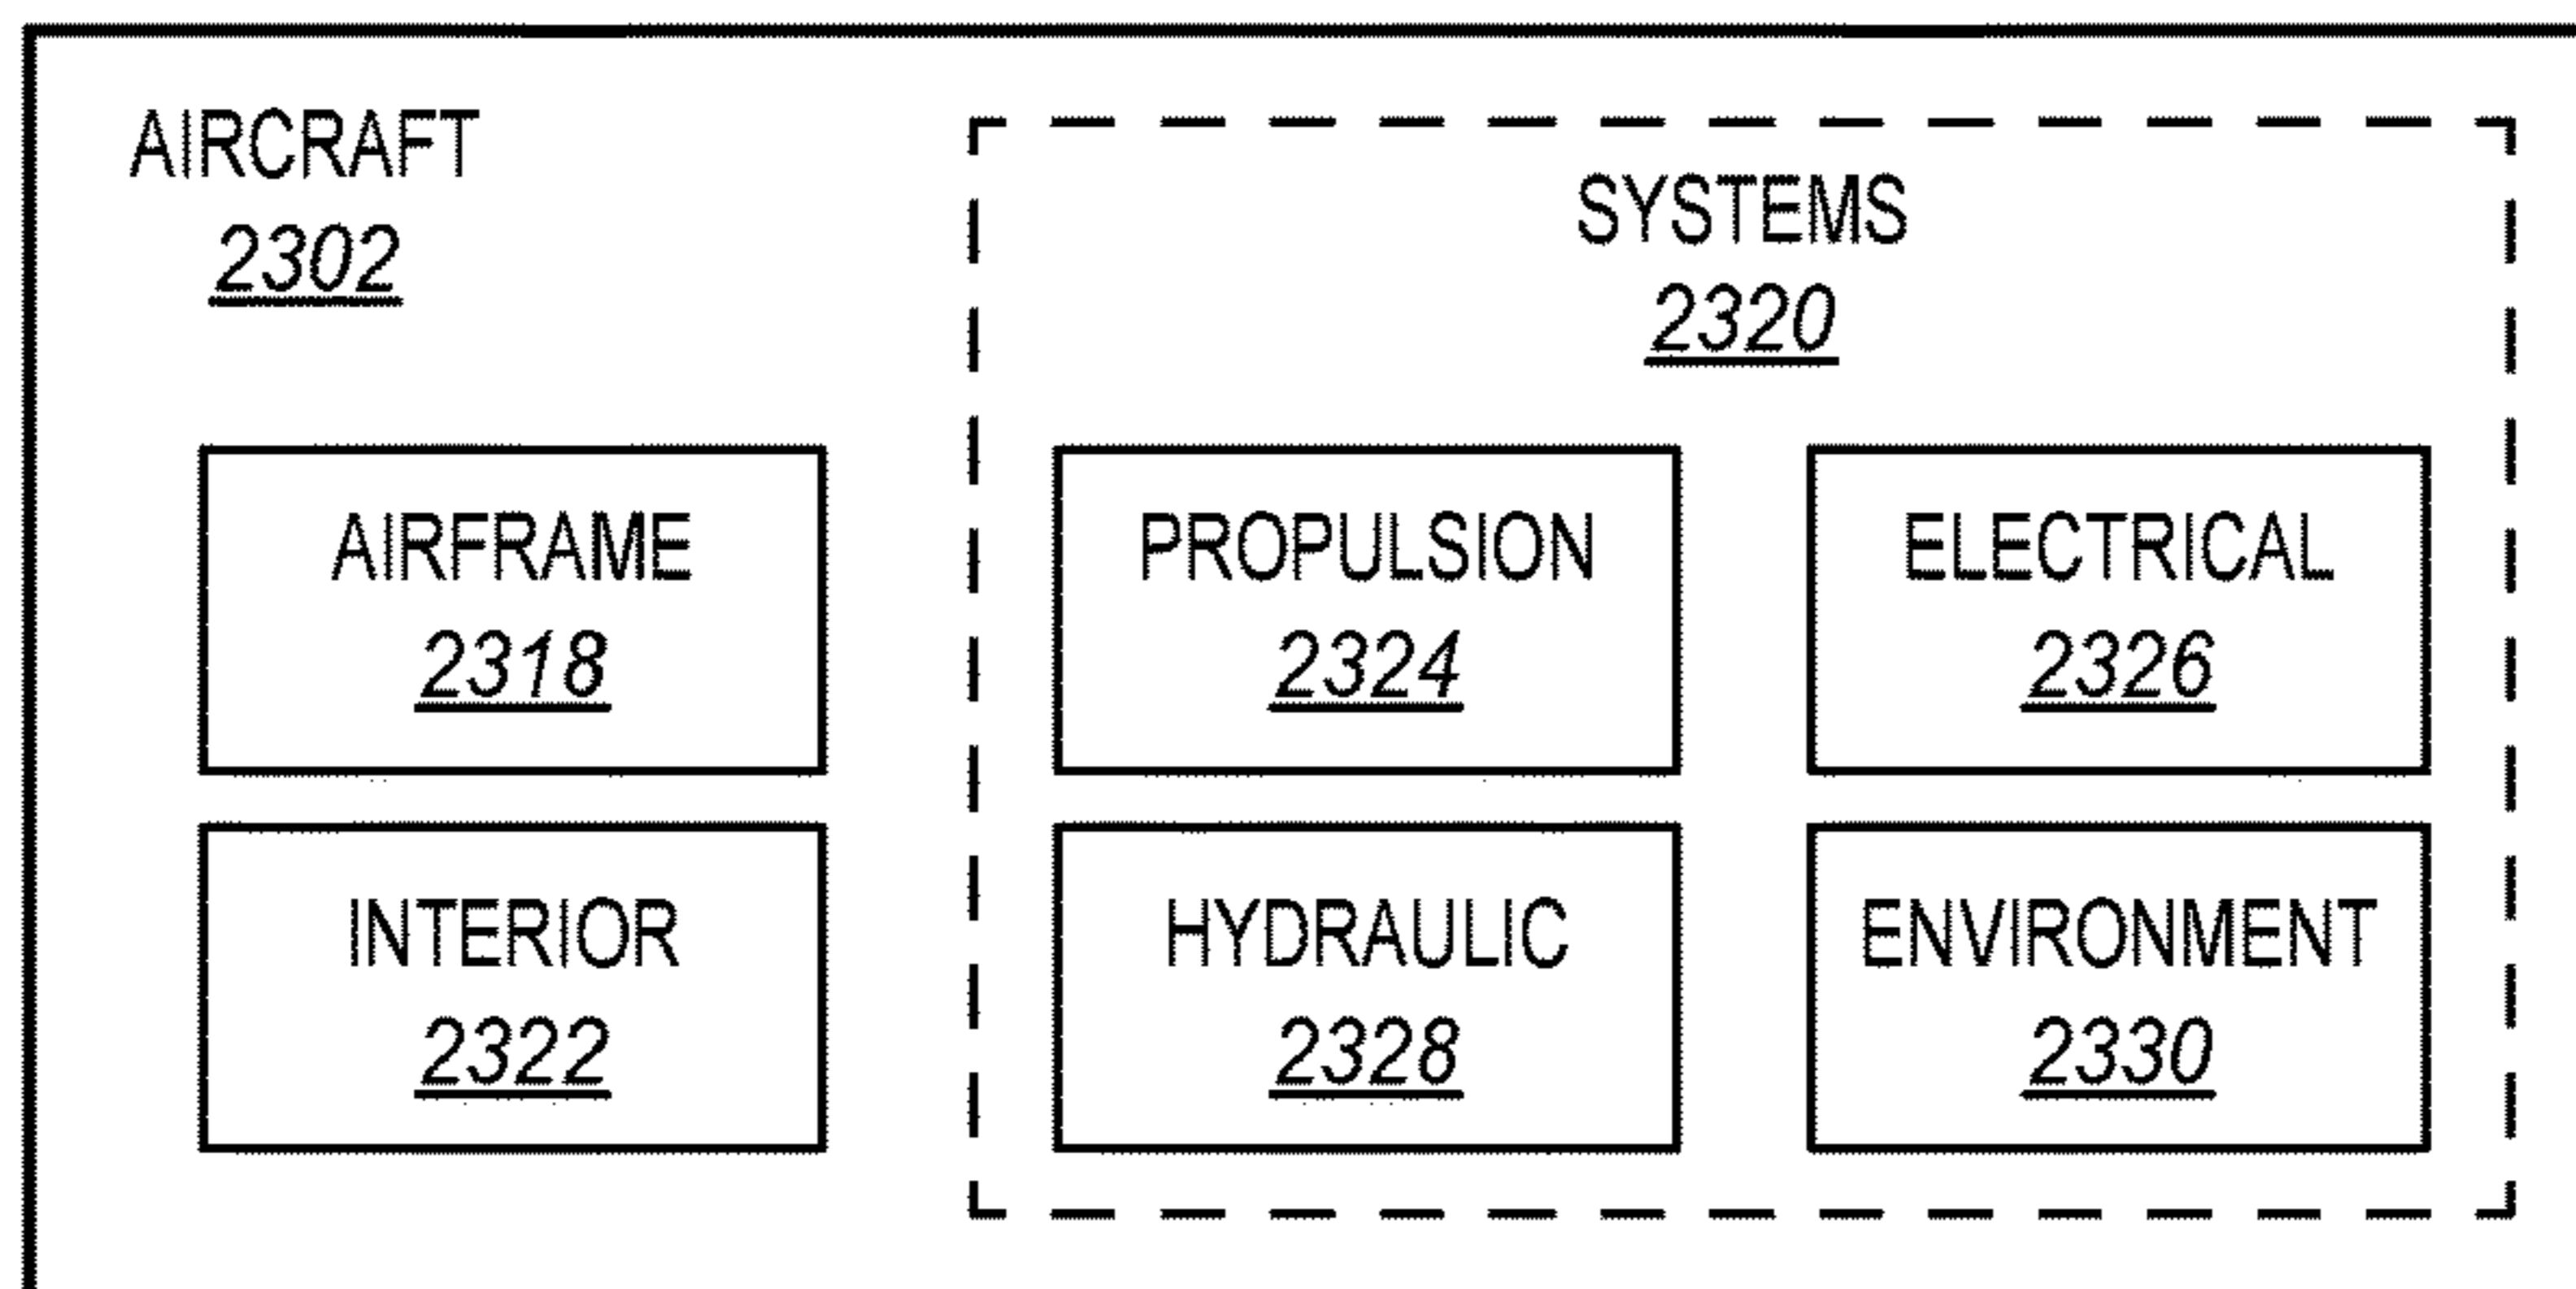 AIRCRAFT
2302
SYSTEMS
2320
AIRFRAME
2318
PROPULSION
2324
ELECTRICAL
2326
INTERIOR
2322
HYDRAULIC
2328
ENVIRONMENT
2330